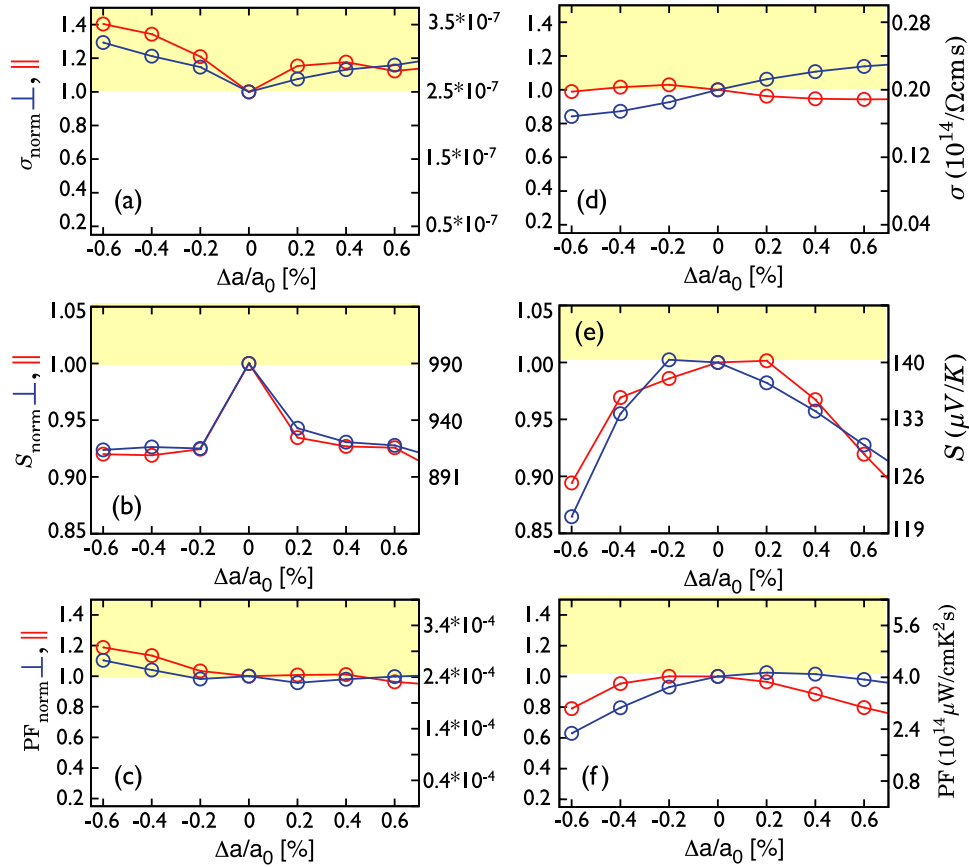 σnorm ⊥, ||
1.4
1.2
1.0
0.8
0.6
0.4
0.2
3.5*10-7
2.5*10-7
1.5*10-7
0.5*10-7
(a)
-0.6 -0.4 -0.2 0 0.2 0.4 0.6
Δa/a0 [%]
1.4
1.2
1.0
0.8
0.6
0.4
0.2
0.28
0.20
0.12
0.04
σ (10^14/Ωcm s)
(d)
-0.6 -0.4 -0.2 0 0.2 0.4 0.6
Δa/a0 [%]
Snorm ⊥, ||
1.05
1.00
0.95
0.90
0.85
990
940
891
(b)
-0.6 -0.4 -0.2 0 0.2 0.4 0.6
Δa/a0 [%]
1.05
1.00
0.95
0.90
0.85
140
133
126
119
S (μV/K)
(e)
-0.6 -0.4 -0.2 0 0.2 0.4 0.6
Δa/a0 [%]
PFnorm ⊥, ||
1.4
1.2
1.0
0.8
0.6
0.4
0.2
3.4*10-4
2.4*10-4
1.4*10-4
0.4*10-4
(c)
-0.6 -0.4 -0.2 0 0.2 0.4 0.6
Δa/a0 [%]
1.4
1.2
1.0
0.8
0.6
0.4
0.2
5.6
4.0
2.4
0.8
PF (10^14 μW/cmK^2s)
(f)
-0.6 -0.4 -0.2 0 0.2 0.4 0.6
Δa/a0 [%]